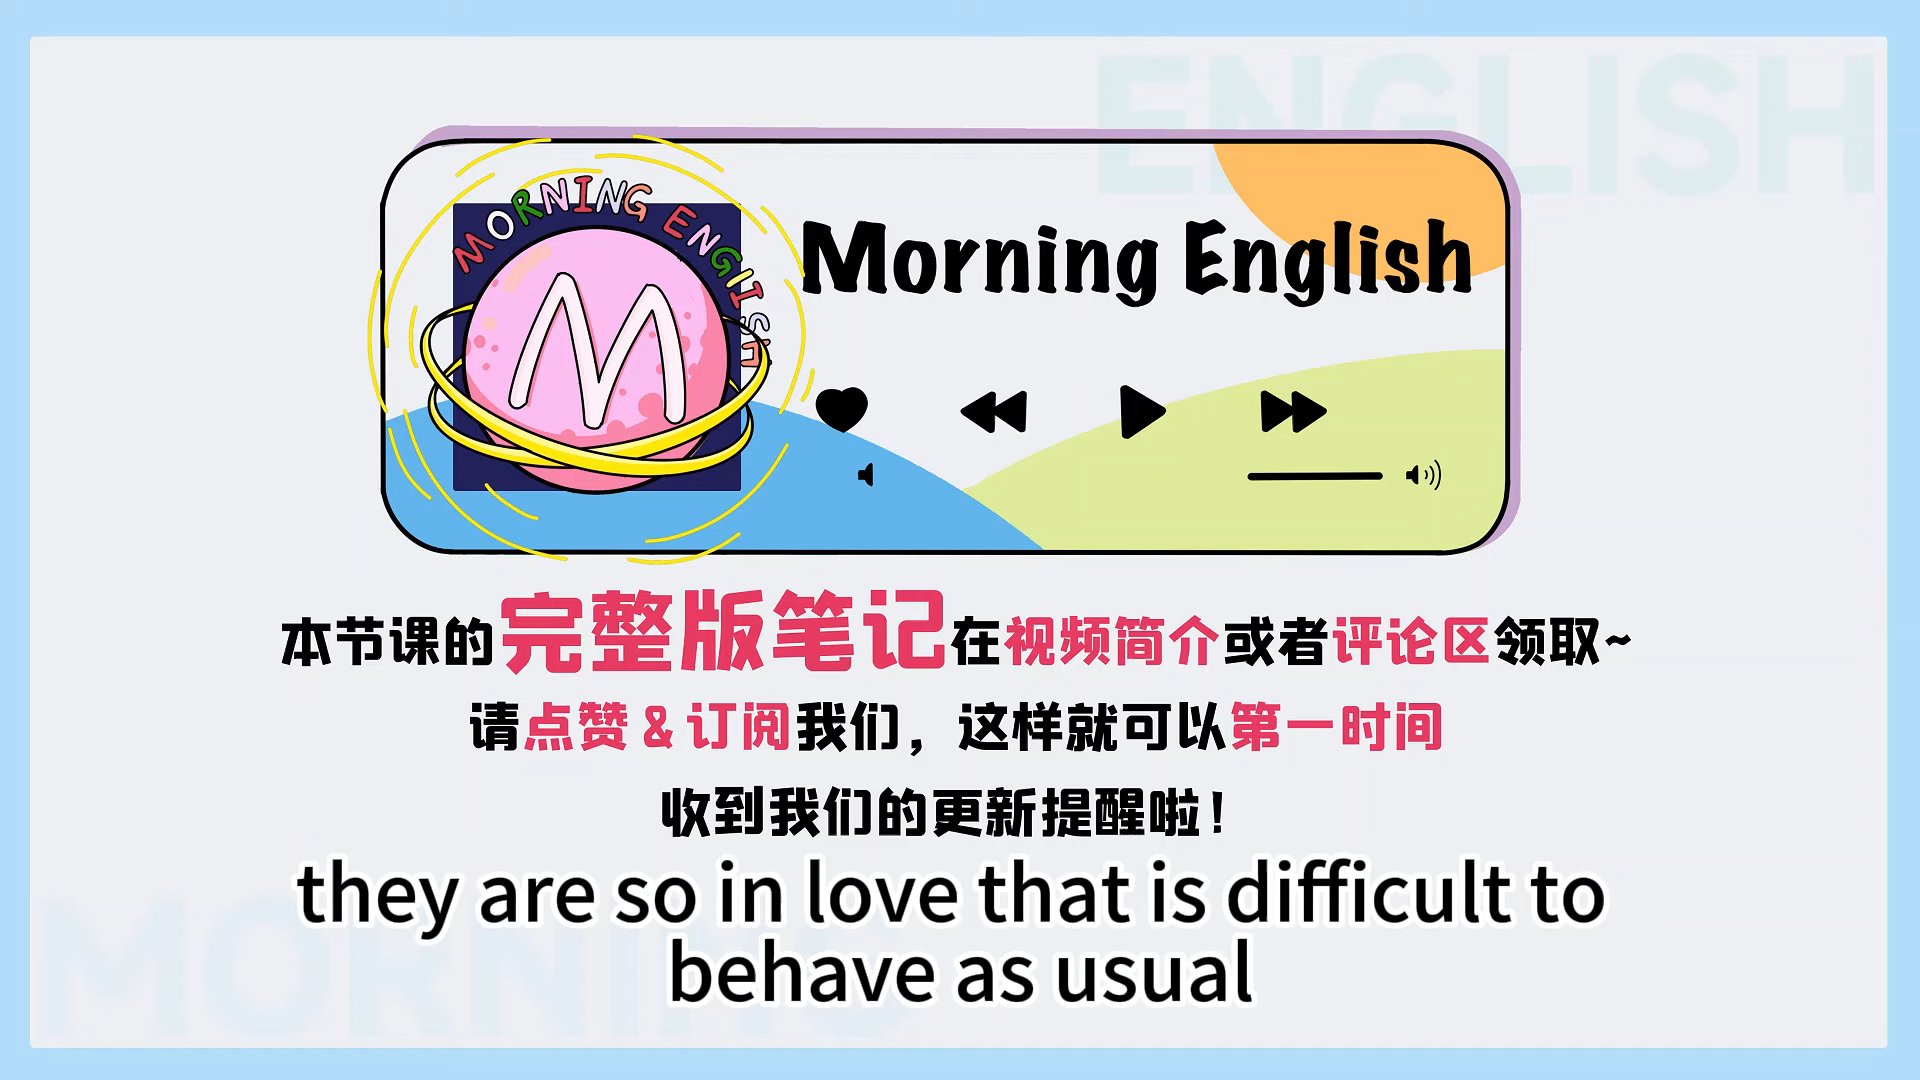 ENGLISH
MORNING ENGLISH
M
Morning English
本节课的完整版笔记在视频简介或者评论区领取~
请点赞&订阅我们，这样就可以第一时间
收到我们的更新提醒啦！
they are so in love that is difficult to
behave as usual
MORNING